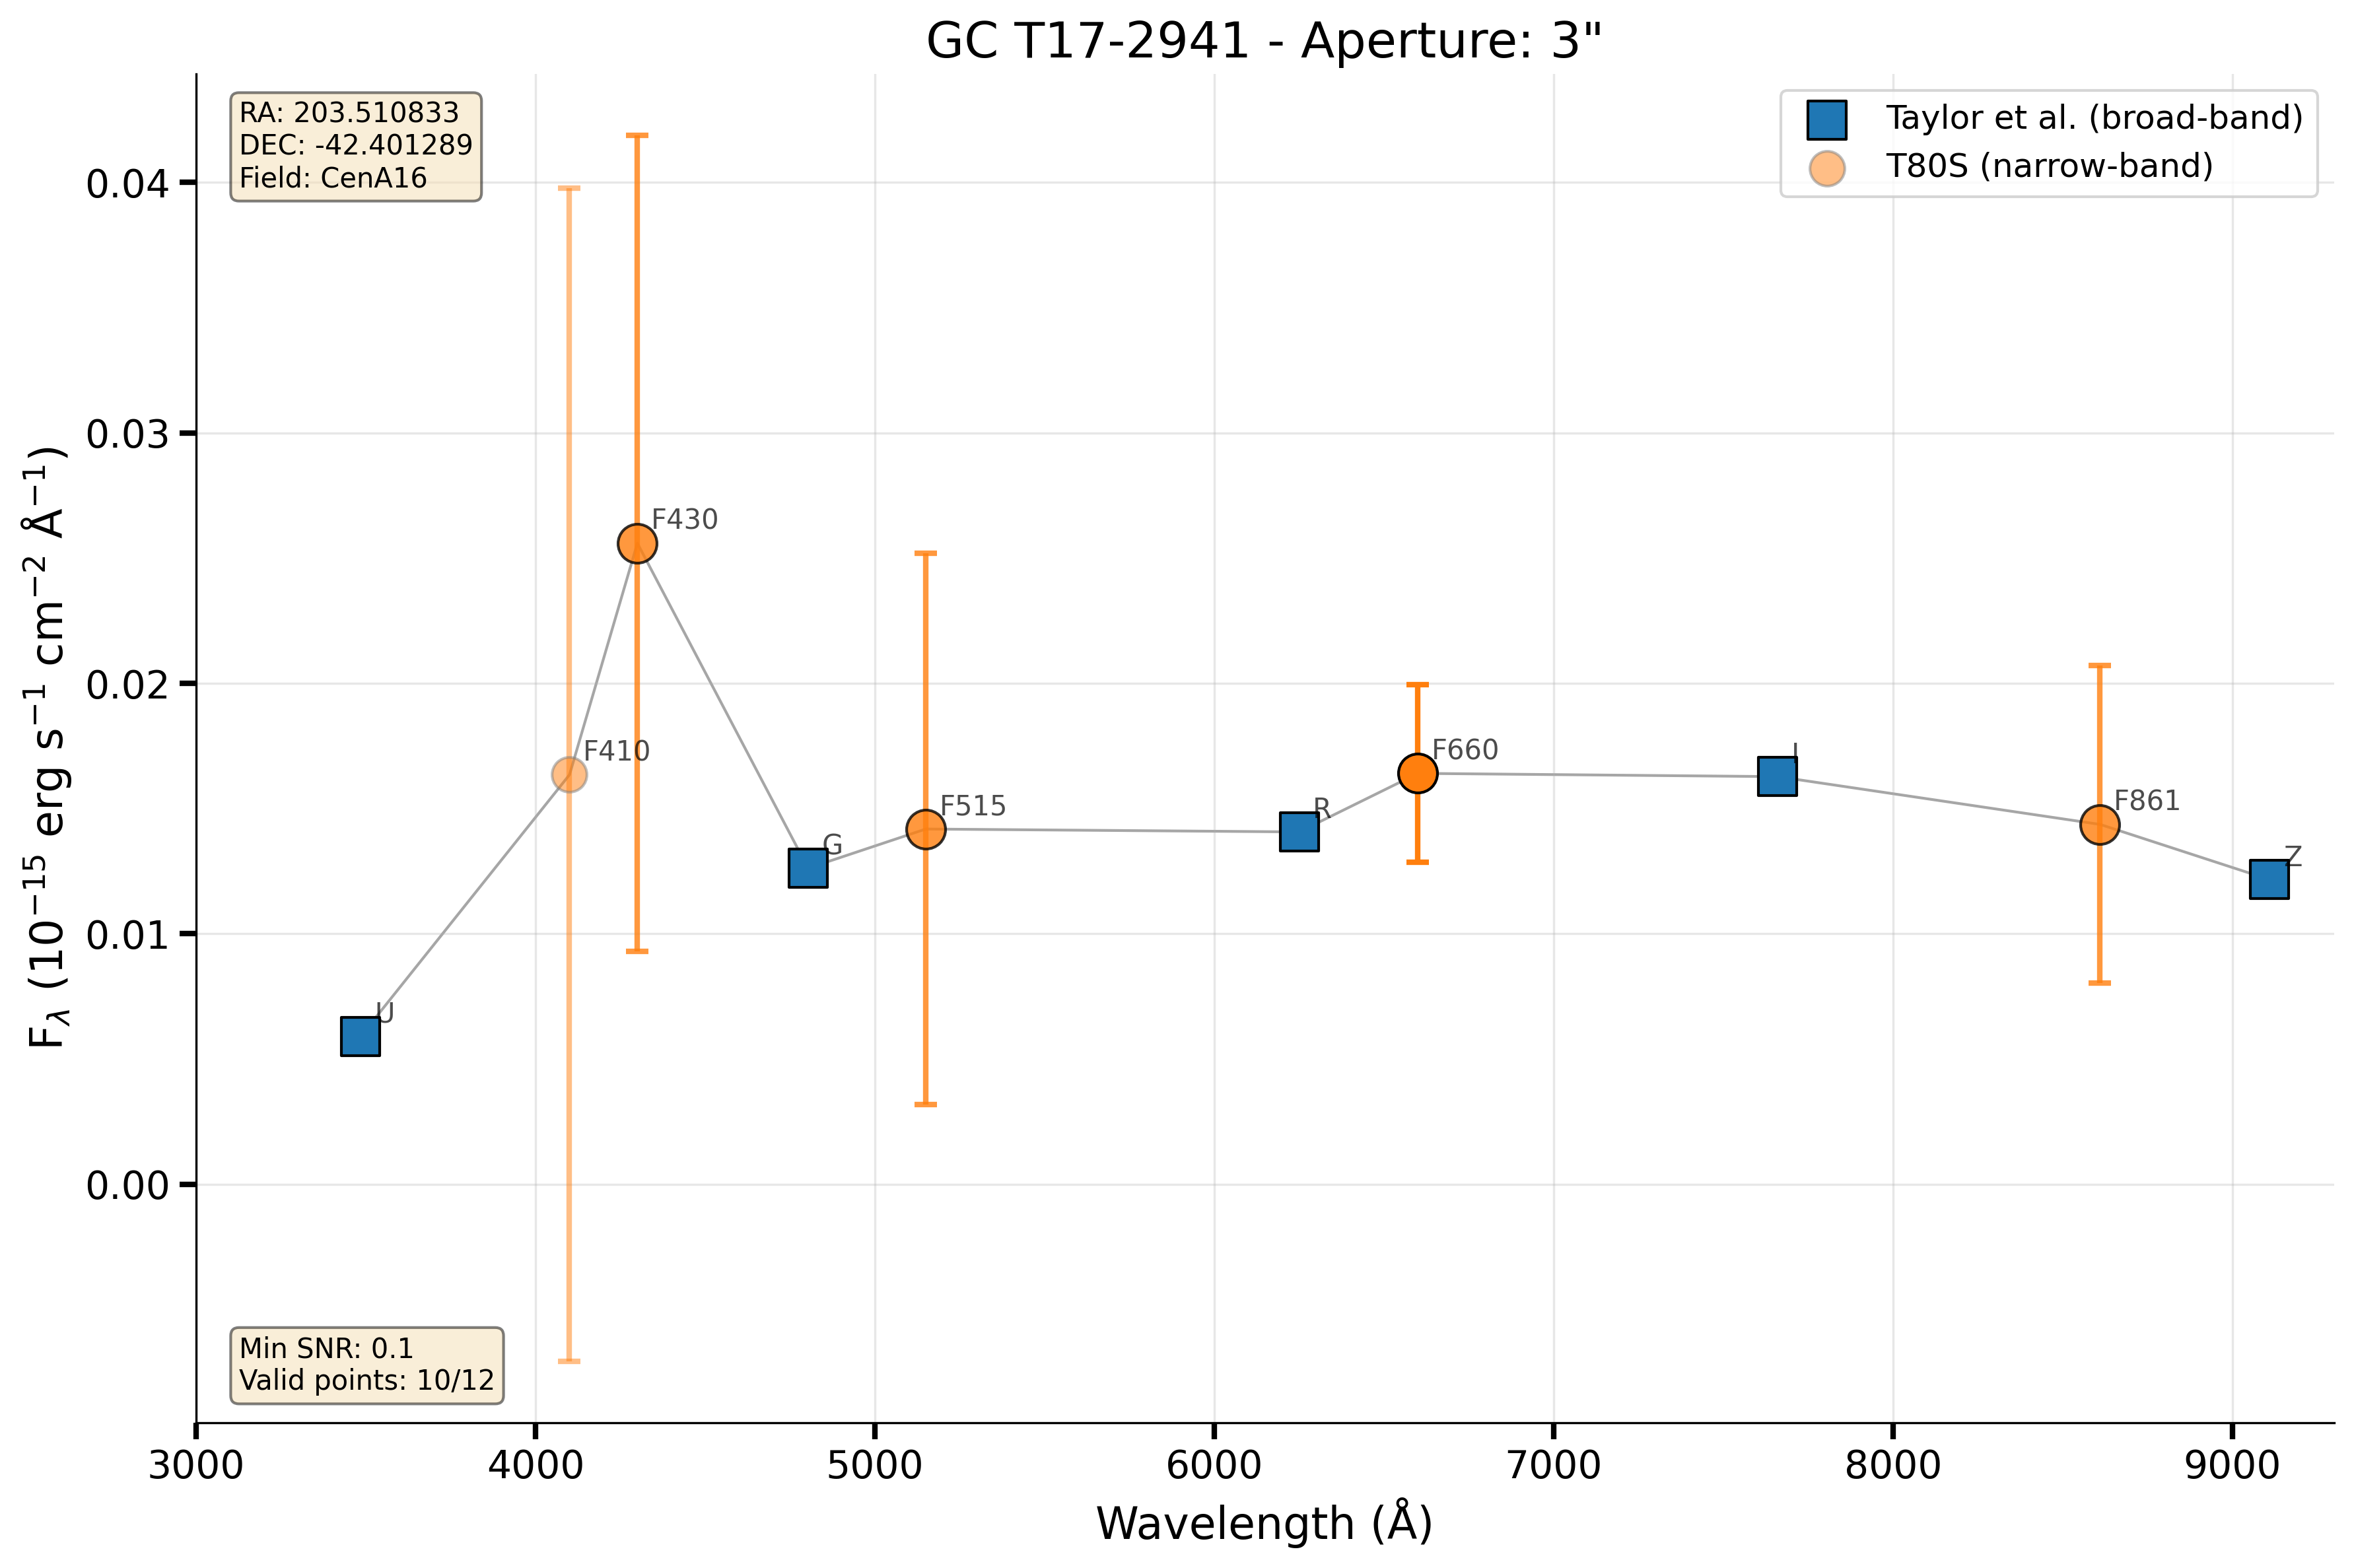 GC T17-2941 - Aperture: 3"
RA: 203.510833
DEC: -42.401289
Field: CenA16
Taylor et al. (broad-band)
T80S (narrow-band)
0.04
0.03
0.02
0.01
0.00
F430
F410
F515
F660
F861
U
G
R
I
Z
Min SNR: 0.1
Valid points: 10/12
3000 4000 5000 6000 7000 8000 9000
Wavelength (Å)
F<sub>λ</sub> (10⁻¹⁵ erg s⁻¹ cm⁻² Å⁻¹)